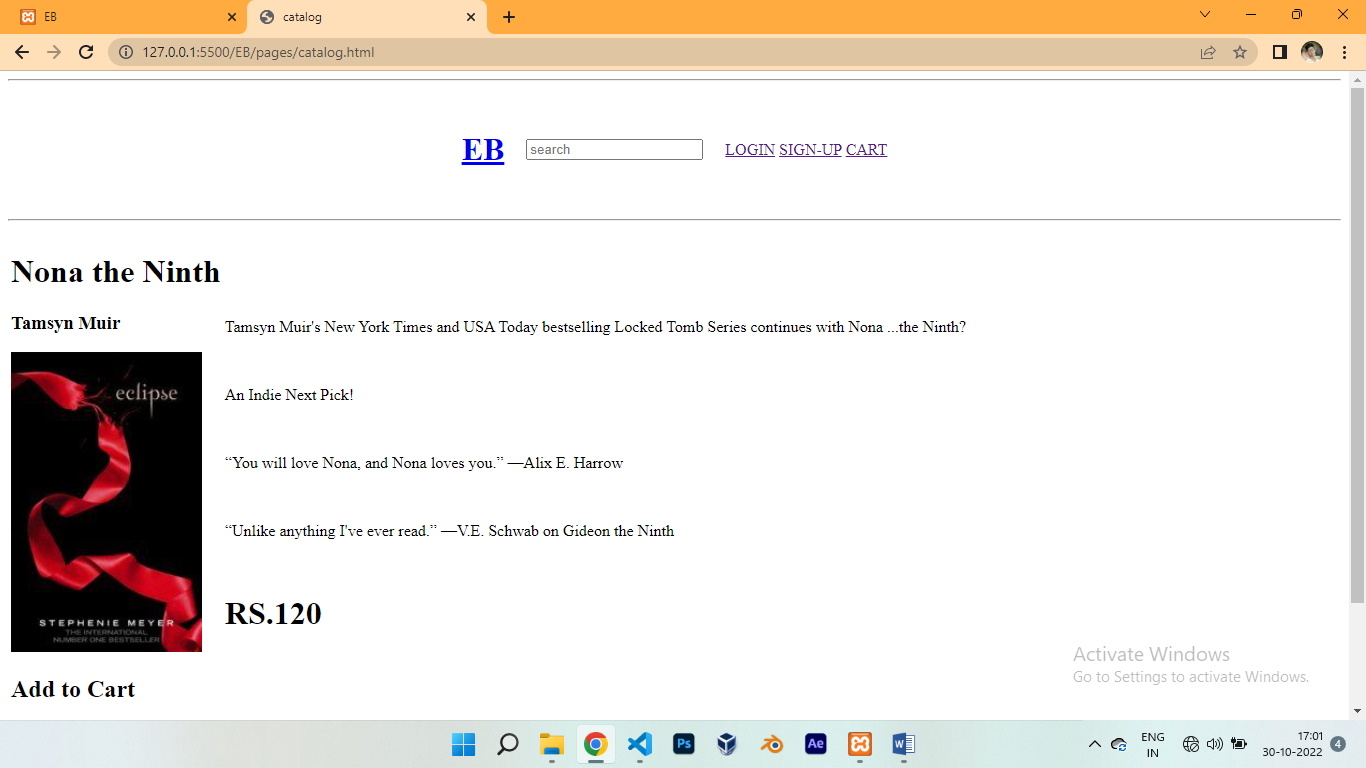 EB
catalog
127.0.0.1:5500/EB/pages/catalog.html
EB
search
LOGIN SIGN-UP CART
Nona the Ninth
Tamsyn Muir
Tamsyn Muir's New York Times and USA Today bestselling Locked Tomb Series continues with Nona ...the Ninth?
eclipse
An Indie Next Pick!
“You will love Nona, and Nona loves you.” —Alix E. Harrow
“Unlike anything I've ever read.” —V.E. Schwab on Gideon the Ninth
RS.120
STEPHENIE MEYER
THE INTERNATIONAL
NUMBER ONE BESTSELLER
Add to Cart
Activate Windows
Go to Settings to activate Windows.
Ps
Ae
W
ENG
IN
17:01
30-10-2022
4